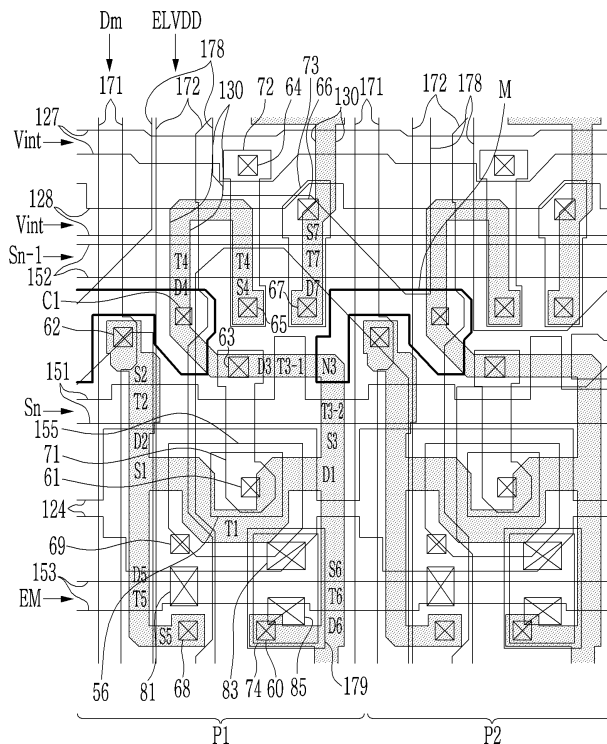 Dm ELVDD
178 73
171 172 130 72 64 66 130 171 172 178 M
127
Vint
128
Vint
S7
Sn-1
T4 T4 T7
152
D4 S4 67 D7
C1
65
62
63
D3 T3-1 N3
151
S2
Sn
T2
T3-2
155
D2 S3
71
S1 D1
61
124
T1
69
153
D5 S6
EM
T5 T6
S5 D6
56 81 68 83 74 60 85 179
P1 P2